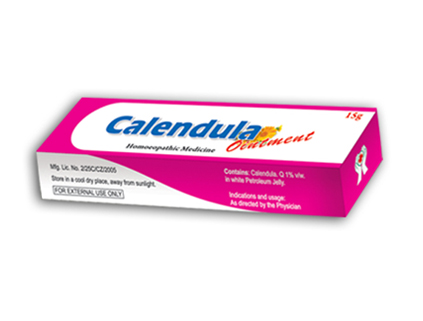 15g
Calendula
Ointment
Homoeopathic Medicine
Mfg. Lic. No. 2/25C/CZ/2005
Store in a cool dry place, away from sunlight.
FOR EXTERNAL USE ONLY
Contains: Calendula. Q 1% v/w.
In white Petroleum Jelly.
Indications and usage:
As directed by the Physician